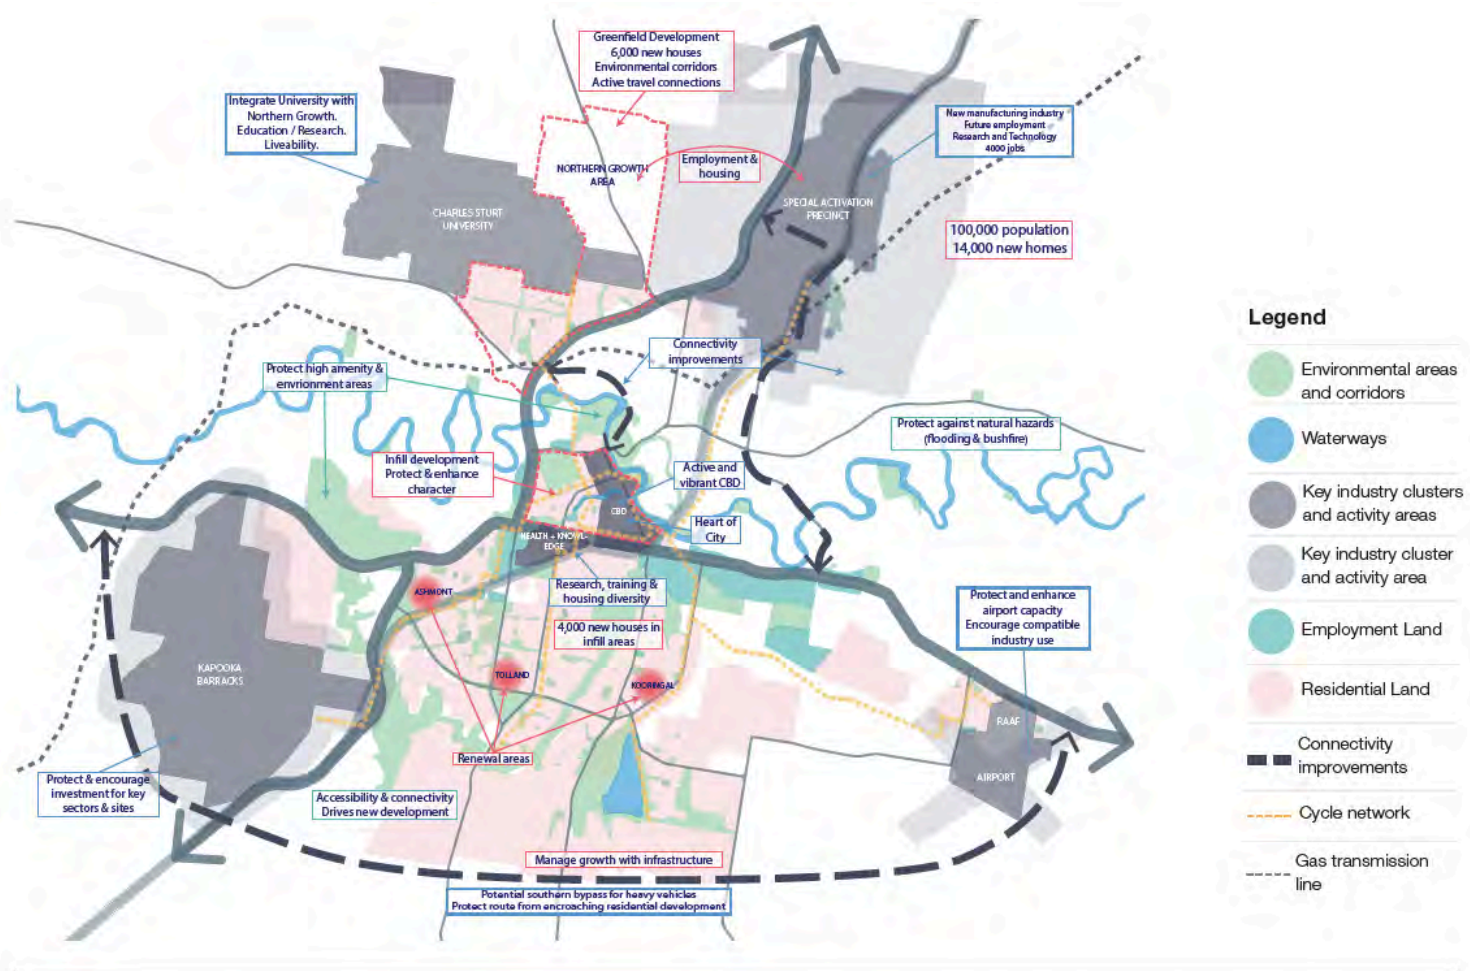 Greenfield Development
6,000 new houses
Environmental corridors
Active travel connections
Integrate University with
Northern Growth.
Education / Research.
Liveability.
New manufacturing industry
Future employment
Research and Technology
4000 jobs
NORTHERN GROWTH
AREA
Employment &
housing
CHARLES STURT
UNIVERSITY
SPECIAL ACTIVATION
PRECINCT
100,000 population
14,000 new homes
Connectivity
improvements
Protect high amenity &
envrionment areas
Protect against natural hazards
(flooding & bushfire)
Infill development
Protect & enhance
character
Active and
vibrant CBD
CBD
Heart of
City
HEALTH + KNOWL-
EDGE
Research, training &
housing diversity
ASHMONT
4,000 new houses in
infill areas
Protect and enhance
airport capacity
Encourage compatible
industry use
KAPOOKA
BARRACKS
TOLLAND
KOORINGAL
RAAF
AIRPORT
Renewal areas
Protect & encourage
investment for key
sectors & sites
Accessibility & connectivity
Drives new development
Manage growth with infrastructure
Potential southern bypass for heavy vehicles
Protect route from encroaching residential development
Legend
Environmental areas
and corridors
Waterways
Key industry clusters
and activity areas
Key industry cluster
and activity area
Employment Land
Residential Land
Connectivity
improvements
Cycle network
Gas transmission
line